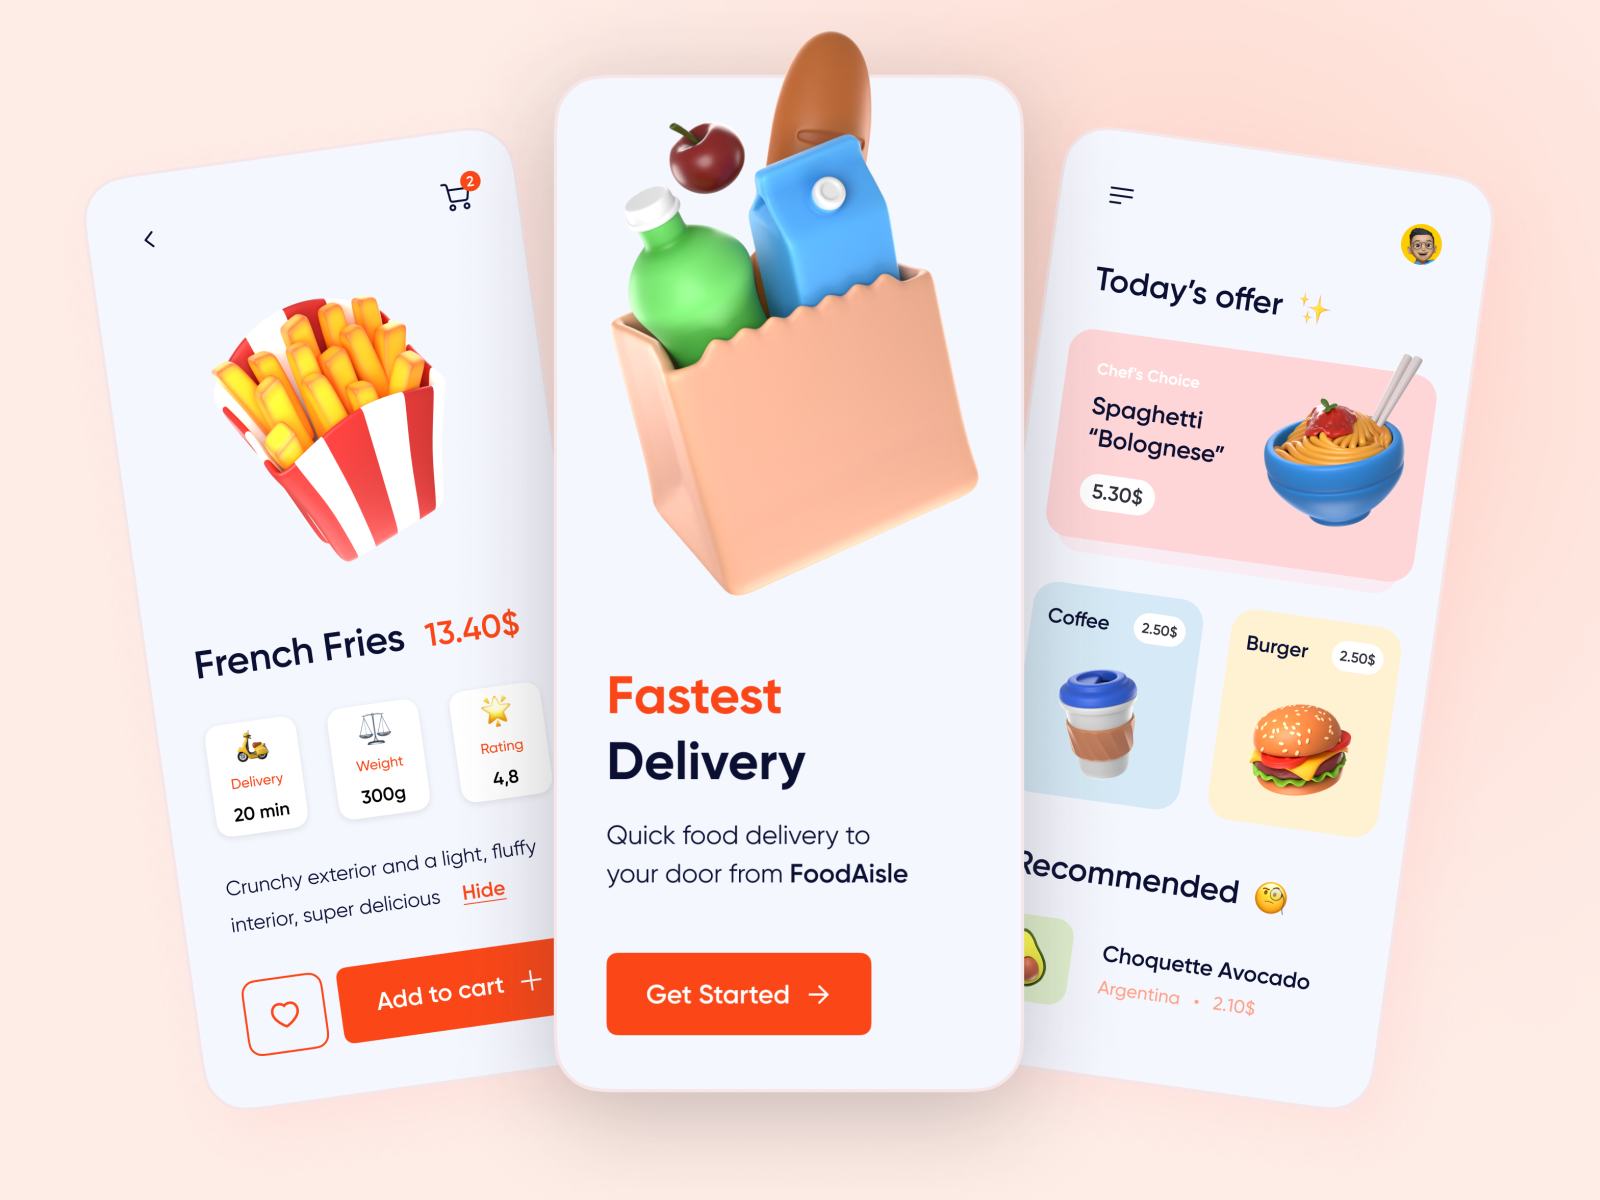 2
French Fries 13.40$
Delivery
20 min
Weight
300g
Rating
4,8
Crunchy exterior and a light, fluffy
interior, super delicious Hide
Add to cart
Fastest
Delivery
Quick food delivery to
your door from FoodAisle
Get Started
Today’s offer
Chef's Choice
Spaghetti
“Bolognese”
5.30$
Coffee 2.50$
Burger 2.50$
Recommended
Choquette Avocado
Argentina • 2.10$